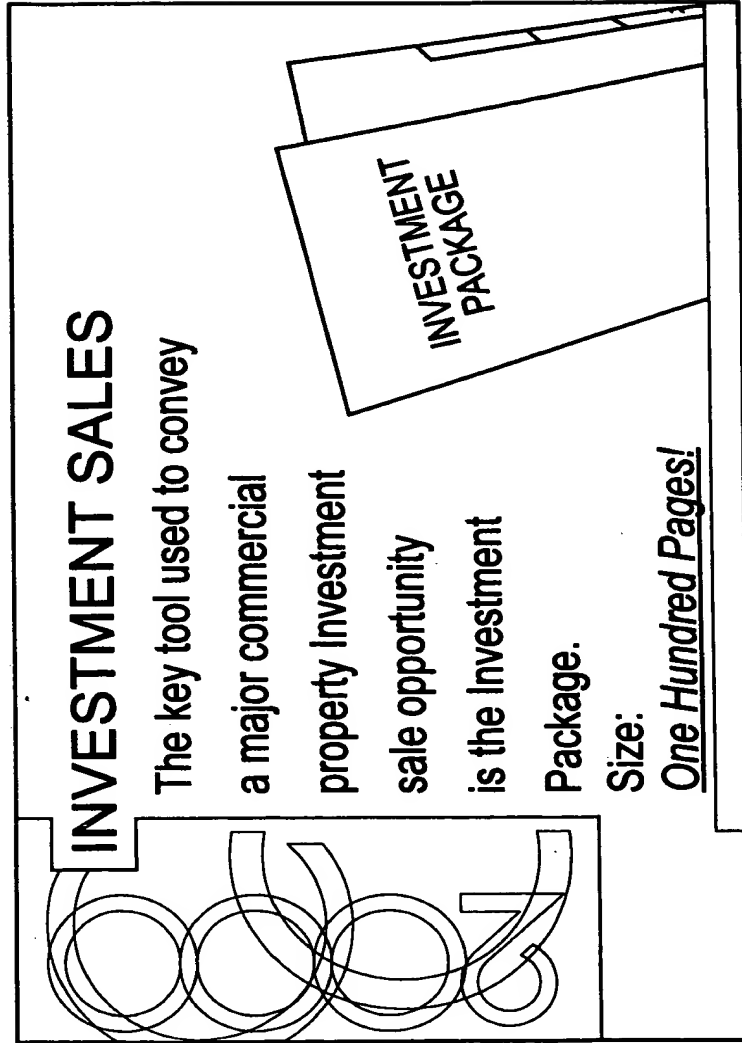 INVESTMENT SALES
The key tool used to convey
a major commercial
property Investment
sale opportunity
is the Investment
Package.
Size:
One Hundred Pages!
INVESTMENT
PACKAGE